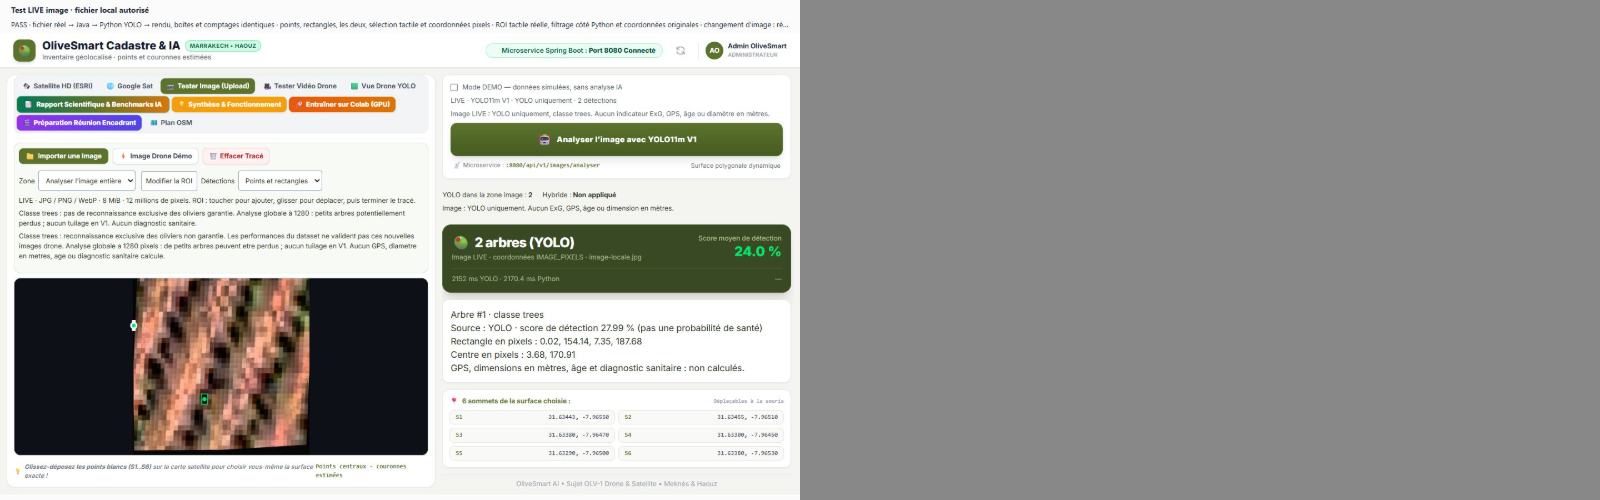 Test LIVE image · fichier local autorisé
PASS · fichier réel → Java → Python YOLO → rendu, boîtes et comptages identiques · points, rectangles, les deux, sélection tactile et coordonnées pixels · ROI tactile réelle, filtrage côté Python et coordonnées originales · changement d'image : ré...
OliveSmart Cadastre & IA
MARRAKECH • HAOUZ
Inventaire géolocalisé · points et couronnes estimées
Microservice Spring Boot : Port 8080 Connecté
AO
Admin OliveSmart
ADMINISTRATEUR
Satellite HD (ESRI)
Google Sat
Tester Image (Upload)
Tester Vidéo Drone
Vue Drone YOLO
Rapport Scientifique & Benchmarks IA
Synthèse & Fonctionnement
Entraîner sur Colab (GPU)
Préparation Réunion Encadrant
Plan OSM
Importer une Image
Image Drone Démo
Effacer Tracé
Zone
Analyser l'image entière
Modifier la ROI
Détections
Points et rectangles
LIVE · JPG / PNG / WebP · 8 MiB · 12 millions de pixels. ROI : toucher pour ajouter, glisser pour déplacer, puis terminer le tracé.
Classe trees : pas de reconnaissance exclusive des oliviers garantie. Analyse globale à 1280 : petits arbres potentiellement
perdus ; aucun tuilage en V1. Aucun diagnostic sanitaire.
Classe trees : reconnaissance exclusive des oliviers non garantie. Les performances du dataset ne valident pas ces nouvelles
images drone. Analyse globale a 1280 pixels : de petits arbres peuvent etre perdus ; aucun tuilage en V1. Aucun GPS, diametre
en metres, age ou diagnostic sanitaire calcule.
Glissez-déposez les points blancs (S1..S6) sur la carte satellite pour choisir vous-même la surface
exacte !
Points centraux - couronnes
estimées
Mode DEMO — données simulées, sans analyse IA
LIVE · YOLO11m V1 · YOLO uniquement · 2 détections
Image LIVE : YOLO uniquement, classe trees. Aucun indicateur ExG, GPS, âge ou diamètre en mètres.
Analyser l'image avec YOLO11m V1
Microservice : :8080/api/v1/images/analyser
Surface polygonale dynamique
YOLO dans la zone image : 2 Hybride : Non appliqué
Image : YOLO uniquement. Aucun ExG, GPS, âge ou dimension en mètres.
2 arbres (YOLO)
Image LIVE · coordonnées IMAGE_PIXELS · image-locale.jpg
Score moyen de détection
24.0 %
2152 ms YOLO · 2170.4 ms Python
—
Arbre #1 · classe trees
Source : YOLO · score de détection 27.99 % (pas une probabilité de santé)
Rectangle en pixels : 0.02, 154.14, 7.35, 187.68
Centre en pixels : 3.68, 170.91
GPS, dimensions en mètres, âge et diagnostic sanitaire : non calculés.
6 sommets de la surface choisie :
Déplaçables à la souris
S1 31.63443, -7.96550
S2 31.63455, -7.96510
S3 31.63380, -7.96470
S4 31.63300, -7.96450
S5 31.63290, -7.96500
S6 31.63380, -7.96530
OliveSmart AI • Sujet OLV-1 Drone & Satellite • Meknès & Haouz